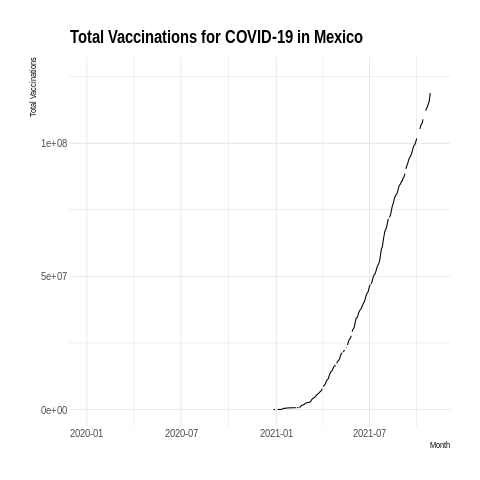 Total Vaccinations for COVID-19 in Mexico
Total Vaccinations
1e+08
5e+07
0e+00
2020-01 2020-07 2021-01 2021-07
Month